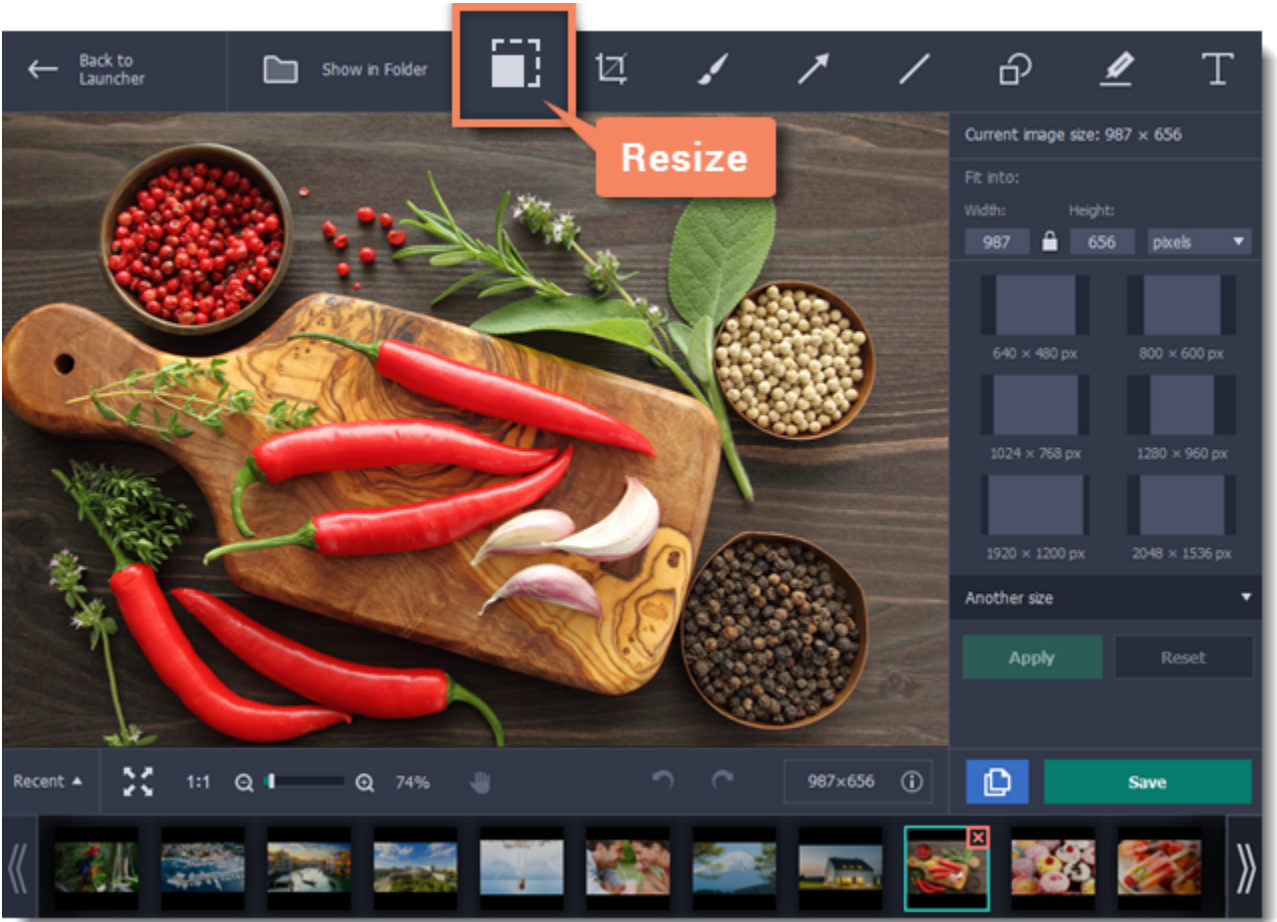 Back to
Launcher
Show in Folder
T
Resize
Current image size: 987 × 656
Fit into:
Width: Height:
987 656 pixels
640 × 480 px 800 × 600 px
1024 × 768 px 1280 × 960 px
1920 × 1200 px 2048 × 1536 px
Another size
Apply Reset
Recent 1:1 74% 987×656
Save